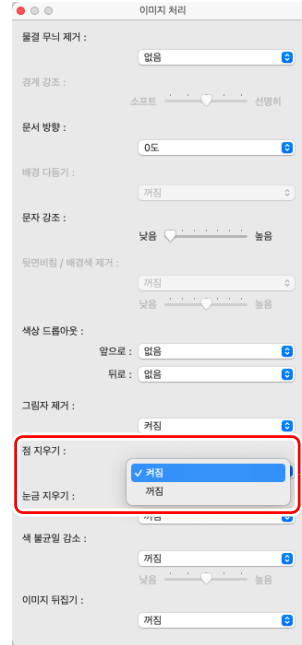 이미지 처리
물결 무늬 제거 :
없음
경계 강조 :
소프트 선명히
문서 방향 :
0도
배경 다듬기 :
꺼짐
문자 강조 :
낮음 높음
뒷면비침 / 배경색 제거 :
꺼짐
낮음 높음
색상 드롭아웃 :
앞으로 : 없음
뒤로 : 없음
그림자 제거 :
켜짐
점 지우기 :
✓ 켜짐
꺼짐
눈금 지우기 :
꺼짐
색 불균일 감소 :
꺼짐
낮음 높음
이미지 뒤집기 :
꺼짐